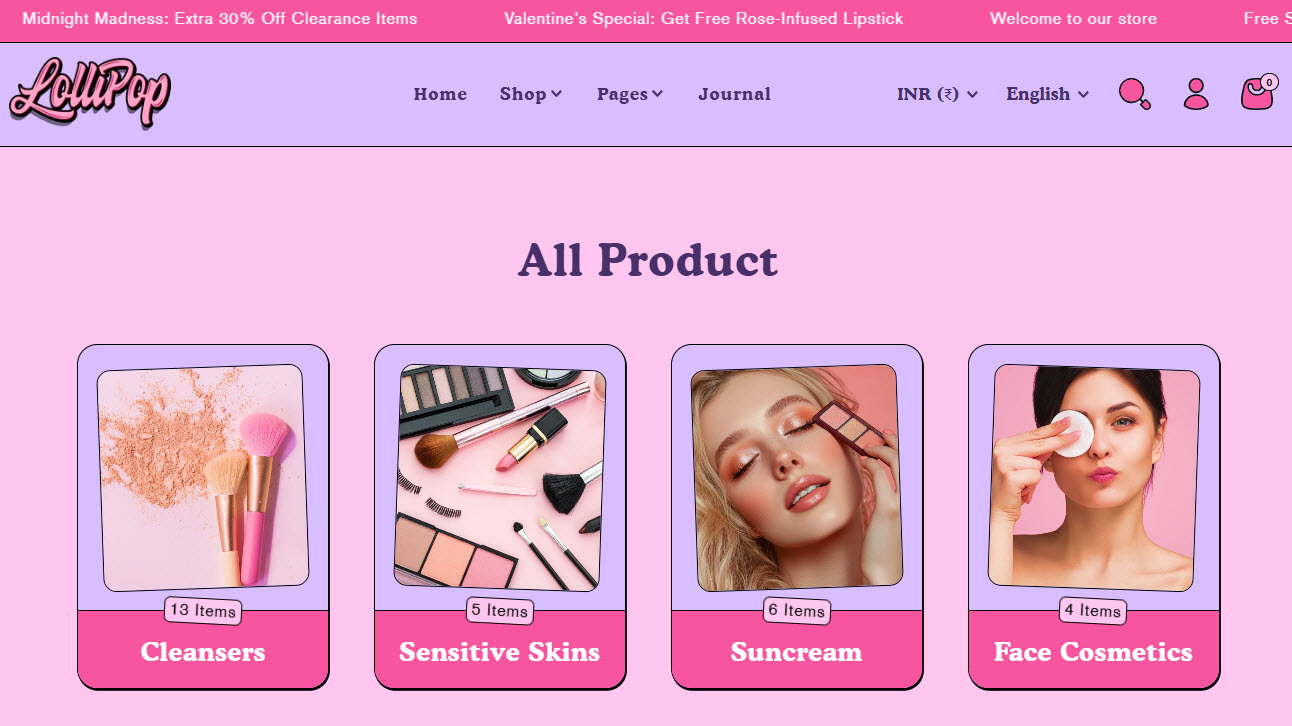 Midnight Madness: Extra 30% Off Clearance Items Valentine's Special: Get Free Rose-Infused Lipstick Welcome to our store Free S
LolliPop
Home Shop Pages Journal INR (₹) English 0
All Product
13 Items 5 Items 6 Items 4 Items
Cleansers Sensitive Skins Suncream Face Cosmetics